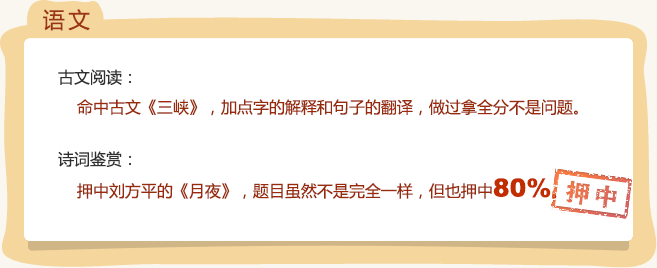 语文
古文阅读：
命中古文《三峡》，加点字的解释和句子的翻译，做过拿全分不是问题。
诗词鉴赏：
押中刘方平的《月夜》，题目虽然不是完全一样，但也押中80%。
押中